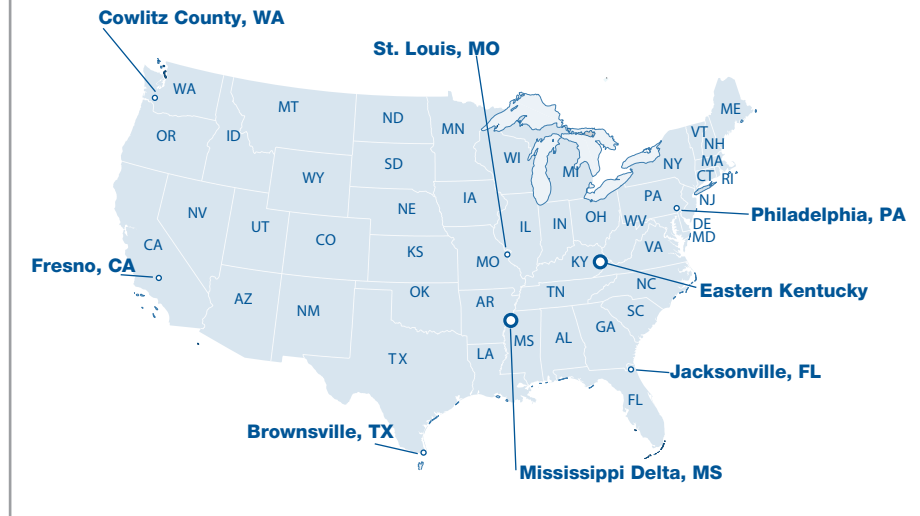 Cowlitz County, WA
St. Louis, MO
WA
MT
ND
MN
ME
VT
NH
OR
ID
SD
WI
MI
NY
MA
CT
RI
WY
IA
PA
NJ
NV
NE
IL
IN
OH
WV
Philadelphia, PA
UT
CO
DE
MD
CA
KS
MO
KY
VA
Fresno, CA
AZ
NM
OK
AR
TN
NC
Eastern Kentucky
SC
TX
LA
MS
AL
GA
Jacksonville, FL
FL
Brownsville, TX
Mississippi Delta, MS